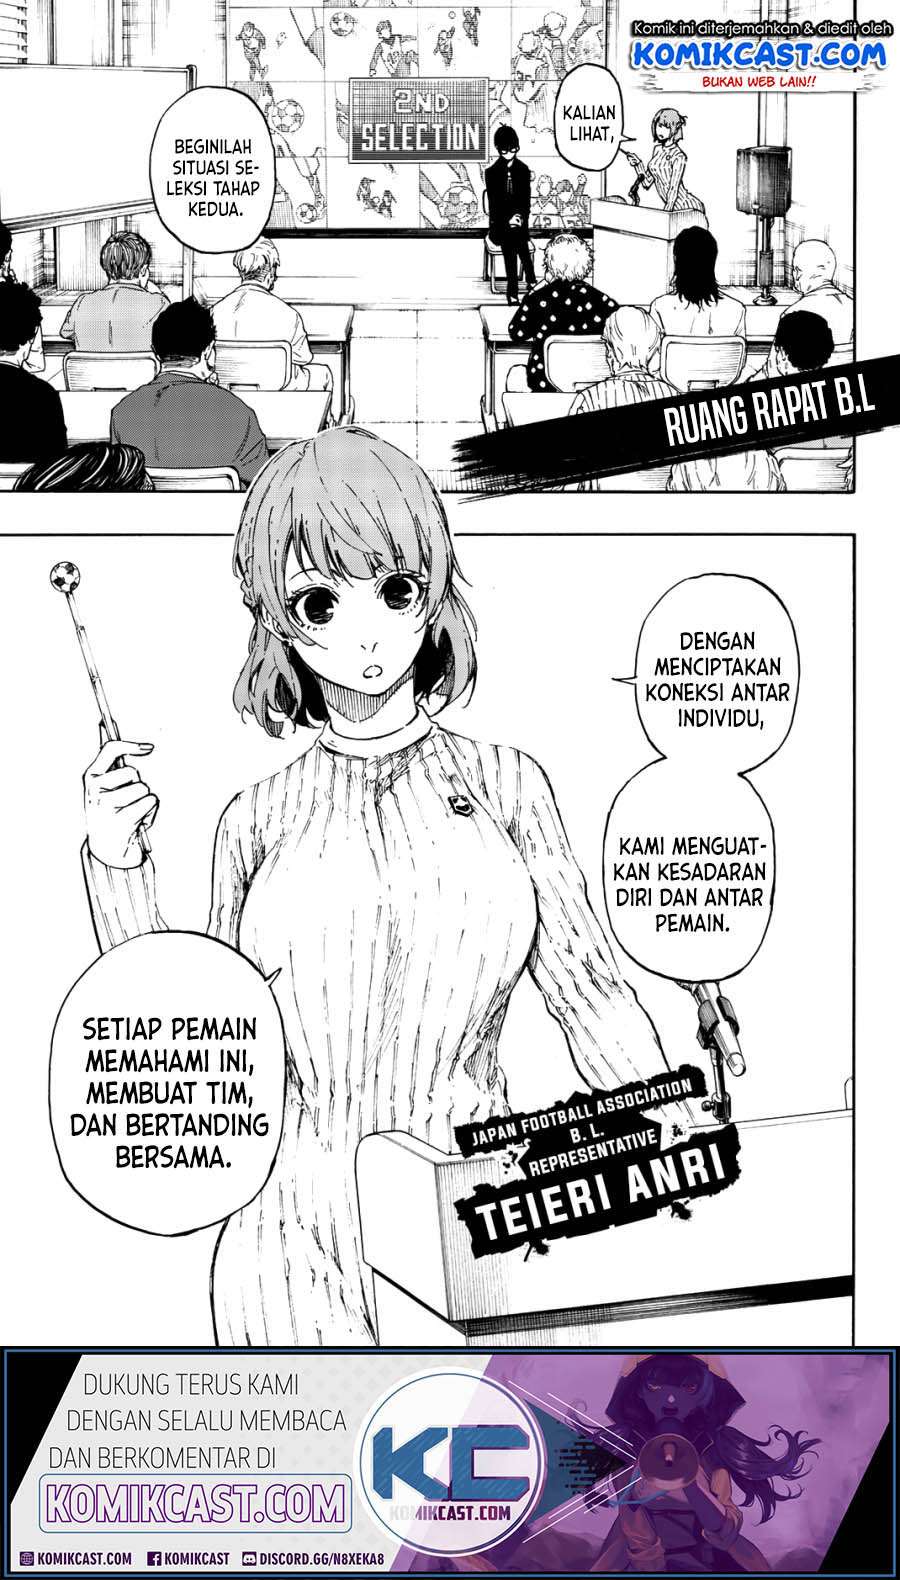 Komik ini diterjemahkan & diedit oleh
KOMIKCAST.COM
BUKAN WEB LAIN!!
2ND
SELECTION
KALIAN
LIHAT,
BEGINILAH
SITUASI SE-
LEKSI TAHAP
KEDUA.
RUANG RAPAT B.L
DENGAN
MENCIPTAKAN
KONEKSI ANTAR
INDIVIDU,
KAMI MENGUAT-
KAN KESADARAN
DIRI DAN ANTAR
PEMAIN.
SETIAP PEMAIN
MEMAHAMI INI,
MEMBUAT TIM,
DAN BERTANDING
BERSAMA.
JAPAN FOOTBALL ASSOCIATION
B. L.
REPRESENTATIVE
TEIERI ANRI
DUKUNG TERUS KAMI
DENGAN SELALU MEMBACA
DAN BERKOMENTAR DI
KOMIKCAST.COM
KC
KOMIKCAST.COM
KOMIKCAST.COM
KOMIKCAST
DISCORD.GG/N8XEKA8